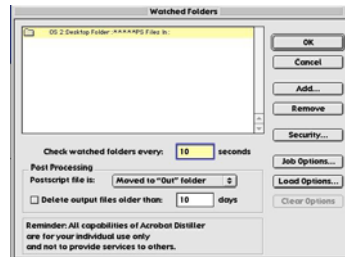 Watched Folders
OS 2:Desktop Folder:*****PS Files In:
OK
Cancel
Add...
Remove
Security...
Job Options...
Load Options...
Clear Options
Check watched folders every: 10 seconds
Post Processing
Postscript file is: Moved to "Out" folder
Delete output files older than: 10 days
Reminder: All capabilities of Acrobat Distiller
are for your individual use only
and not to provide services to others.